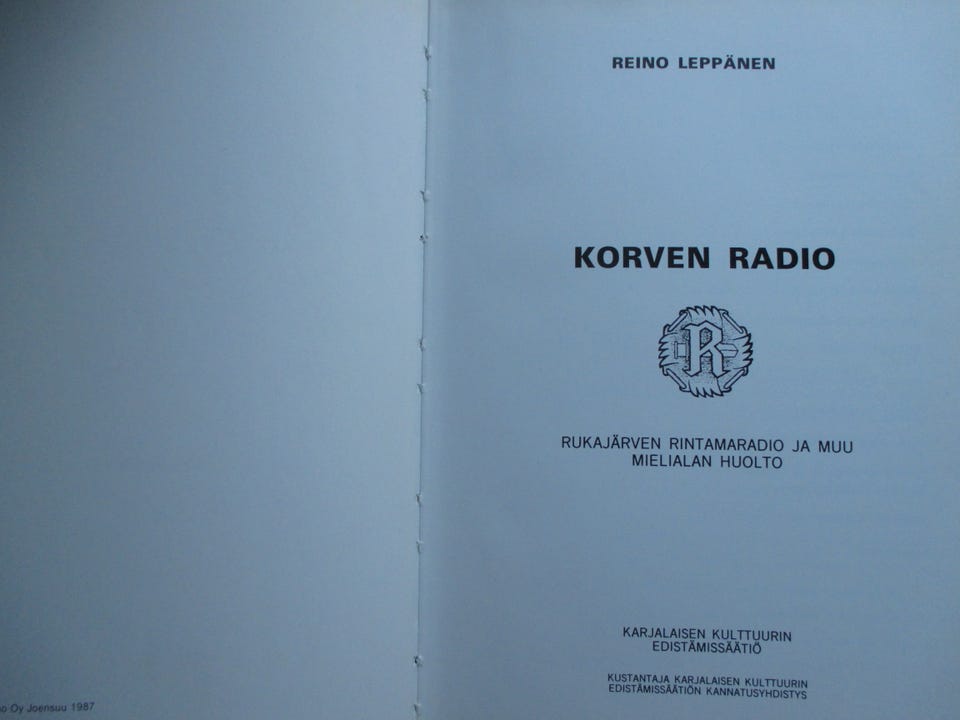 Oy Joensuu 1987
REINO LEPPÄNEN
KORVEN RADIO
R
RUKAJÄRVEN RINTAMARADIO JA MUU
MIELIALAN HUOLTO
KARJALAISEN KULTTUURIN
EDISTÄMISSÄÄTIÖ
KUSTANTAJA KARJALAISEN KULTTUURIN
EDISTÄMISSÄÄTIÖN KANNATUSYHDISTYS